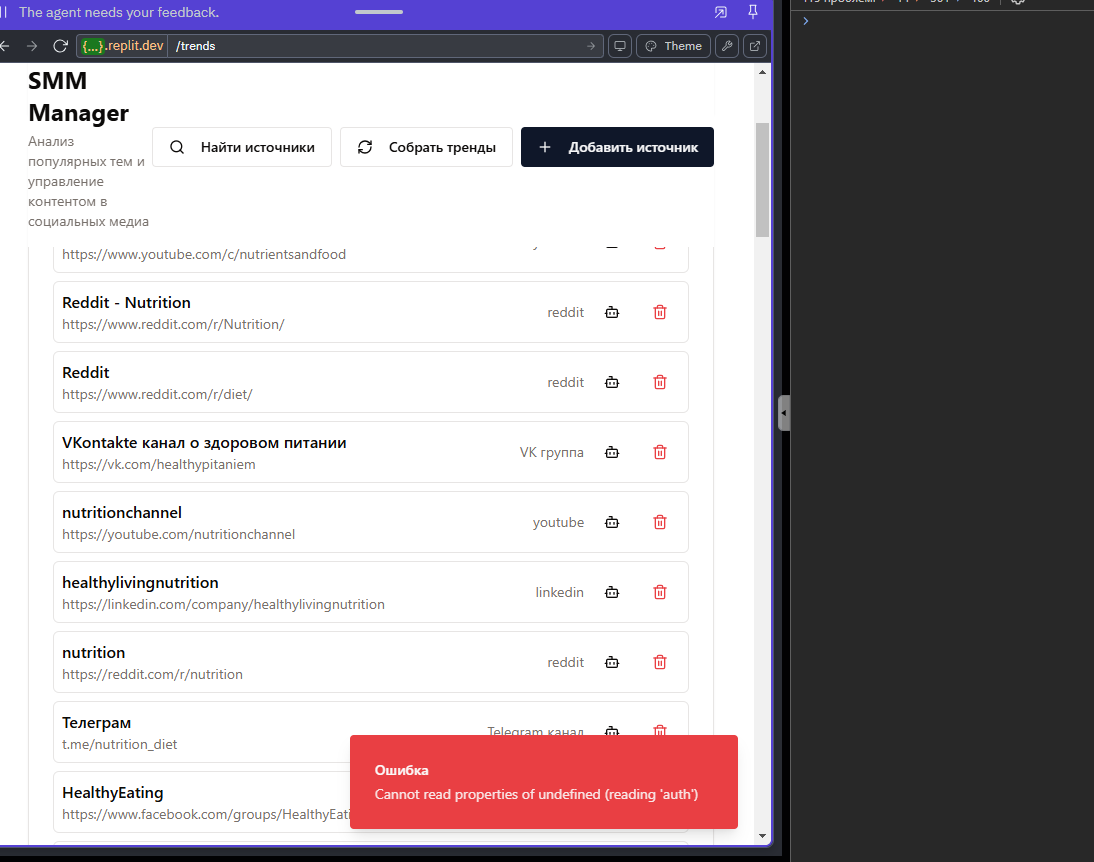 The agent needs your feedback.
{...}.replit.dev /trends
Theme
SMM
Manager
Анализ
популярных тем и
управление
контентом в
социальных медиа
Найти источники
Собрать тренды
Добавить источник
https://www.youtube.com/c/nutrientsandfood
Reddit - Nutrition
https://www.reddit.com/r/Nutrition/
reddit
Reddit
https://www.reddit.com/r/diet/
reddit
VKontakte канал о здоровом питании
https://vk.com/healthypitaniem
VK группа
nutritionchannel
https://youtube.com/nutritionchannel
youtube
healthylivingnutrition
https://linkedin.com/company/healthylivingnutrition
linkedin
nutrition
https://reddit.com/r/nutrition
reddit
Телеграм
t.me/nutrition_diet
Telegram канал
HealthyEating
https://www.facebook.com/groups/HealthyEati
Ошибка
Cannot read properties of undefined (reading 'auth')